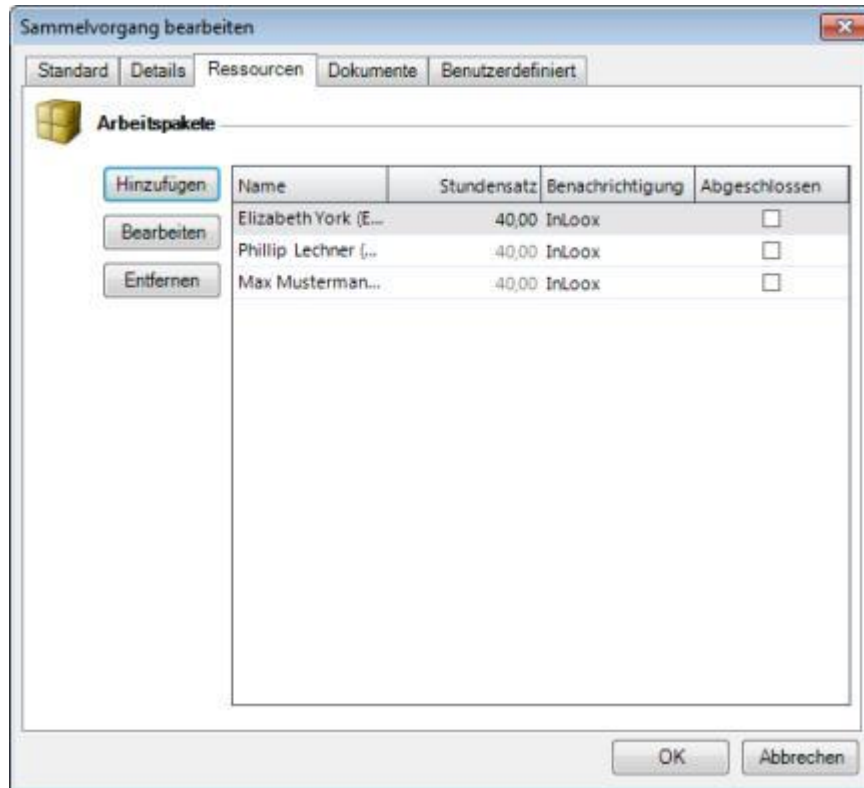 Sammelvorgang bearbeiten
Standard Details Ressourcen Dokumente Benutzerdefiniert
Arbeitspakete
Hinzufügen
Bearbeiten
Entfernen
Name Stundensatz Benachrichtigung Abgeschlossen
Elizabeth York (E... 40,00 InLoox
Phillip Lechner (... 40,00 InLoox
Max Musterman... 40,00 InLoox
OK Abbrechen